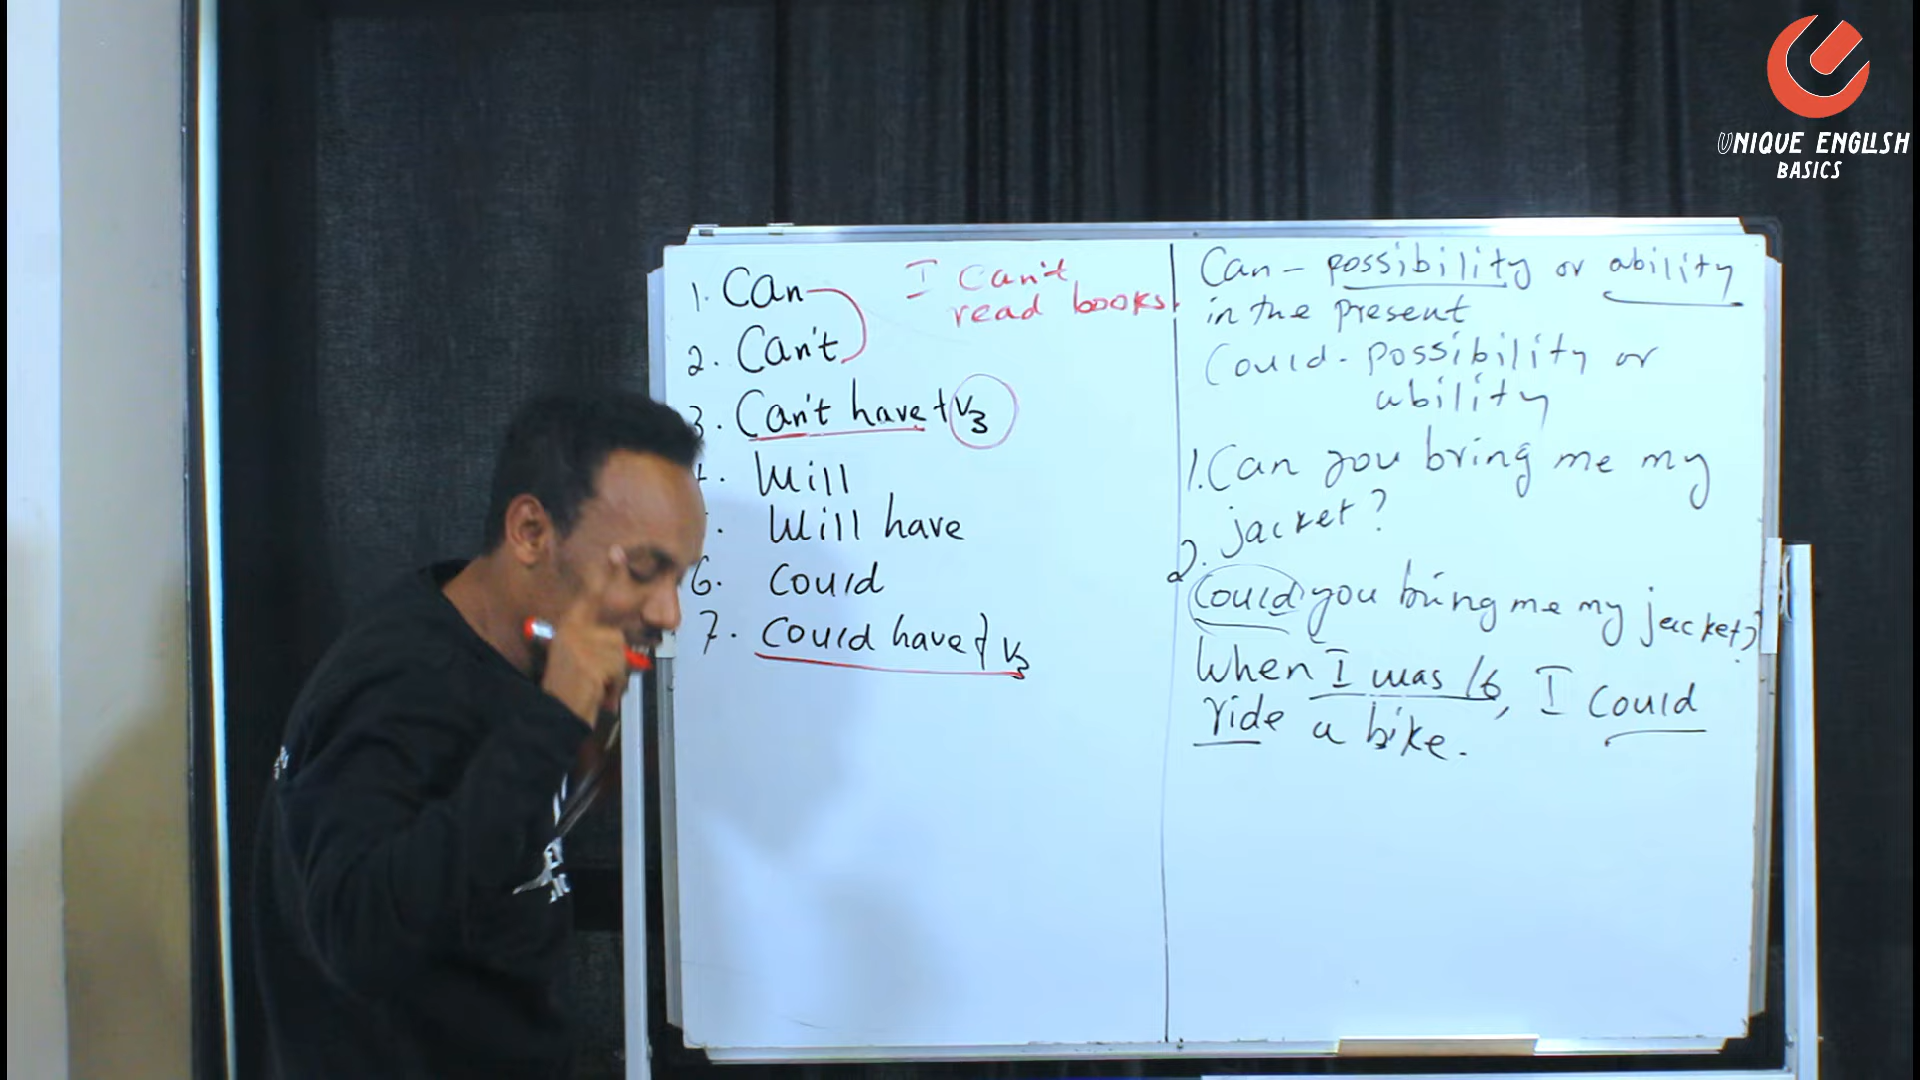 UNIQUE ENGLISH
BASICS
1. Can
2. Can't
3. Can't have + V3
. Will
. Will have
6. Could
7. Could have + V3
I Can't
read books.
Can – possibility or ability
in the present
Could - possibility or
ability
1. Can you bring me my
jacket?
2.
Could you bring me my jacket?
When I was 16, I Could
ride a bike.